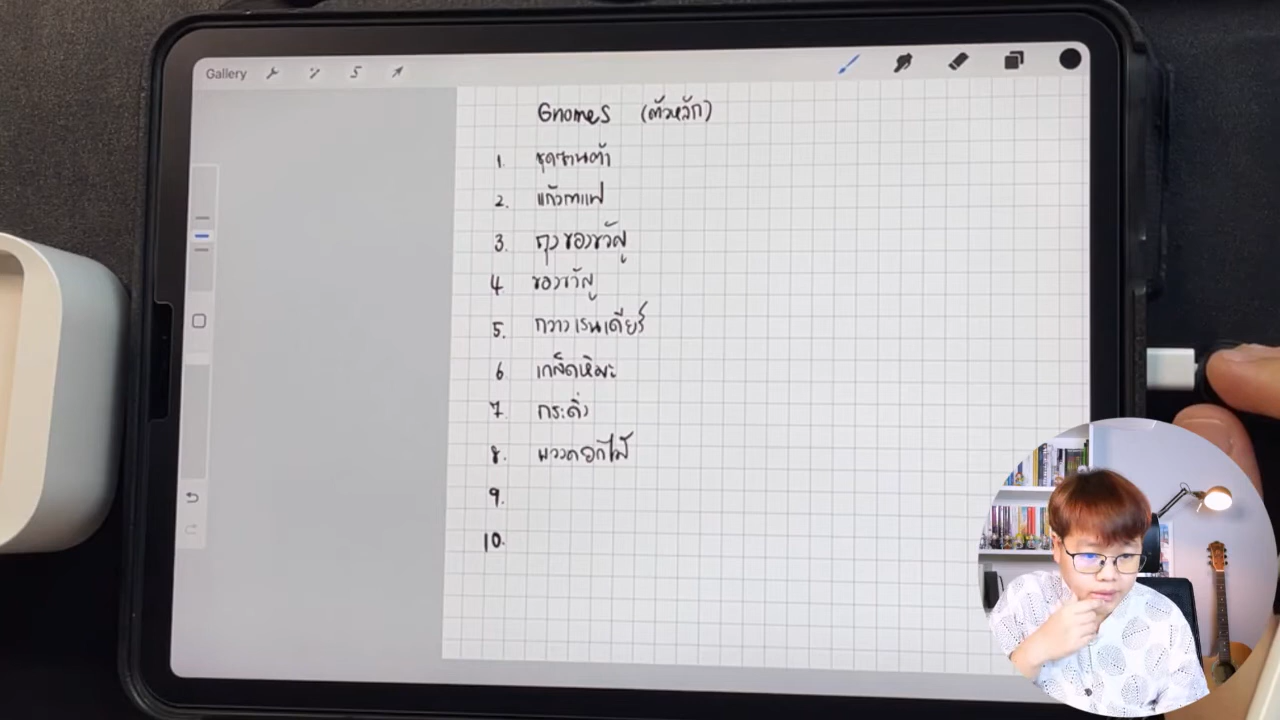 Gallery
Gnomes (ตัวหลัก)
1. ชุดซานต้า
2. แก้วกาแฟ
3. ถุงของขวัญ
4 ของขวัญ
5. กวางเรนเดียร์
6 เกล็ดหิมะ
7. กระดิ่ง
8. พวงดอกไม้
9.
10.